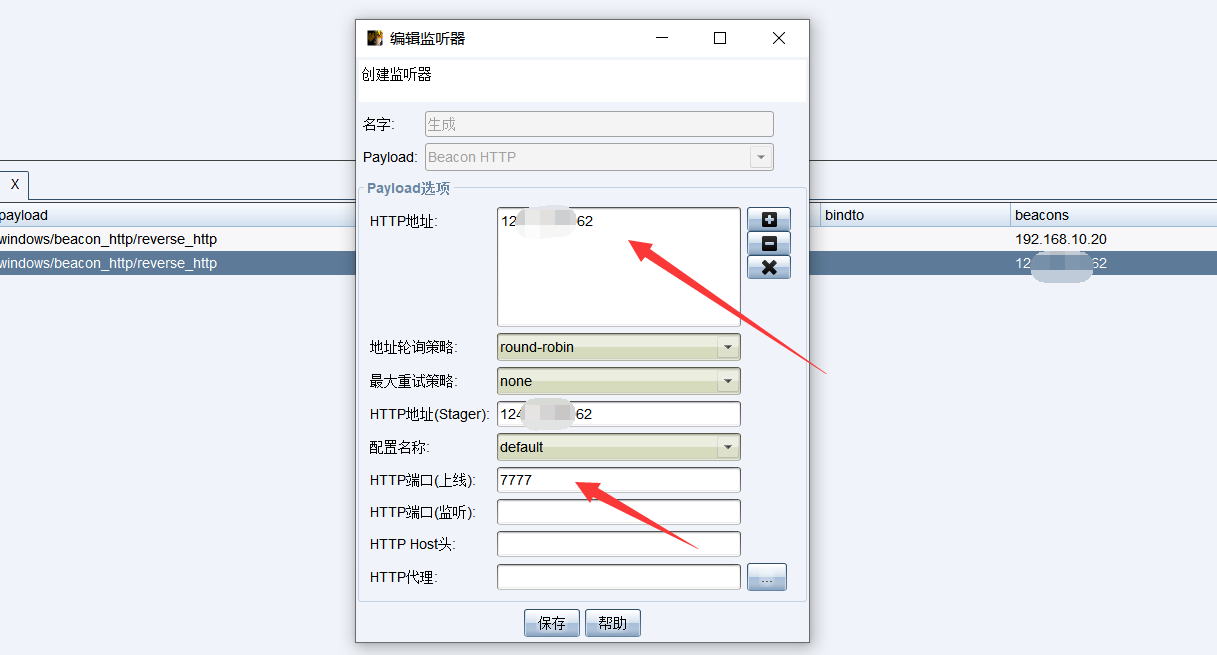 编辑监听器
创建监听器
名字: 生成
Payload: Beacon HTTP
Payload选项
HTTP地址: 12 62
地址轮询策略: round-robin
最大重试策略: none
HTTP地址(Stager): 124 62
配置名称: default
HTTP端口(上线): 7777
HTTP端口(监听):
HTTP Host头:
HTTP代理: ...
保存 帮助
X
payload bindto beacons
windows/beacon_http/reverse_http 192.168.10.20
windows/beacon_http/reverse_http 12 62